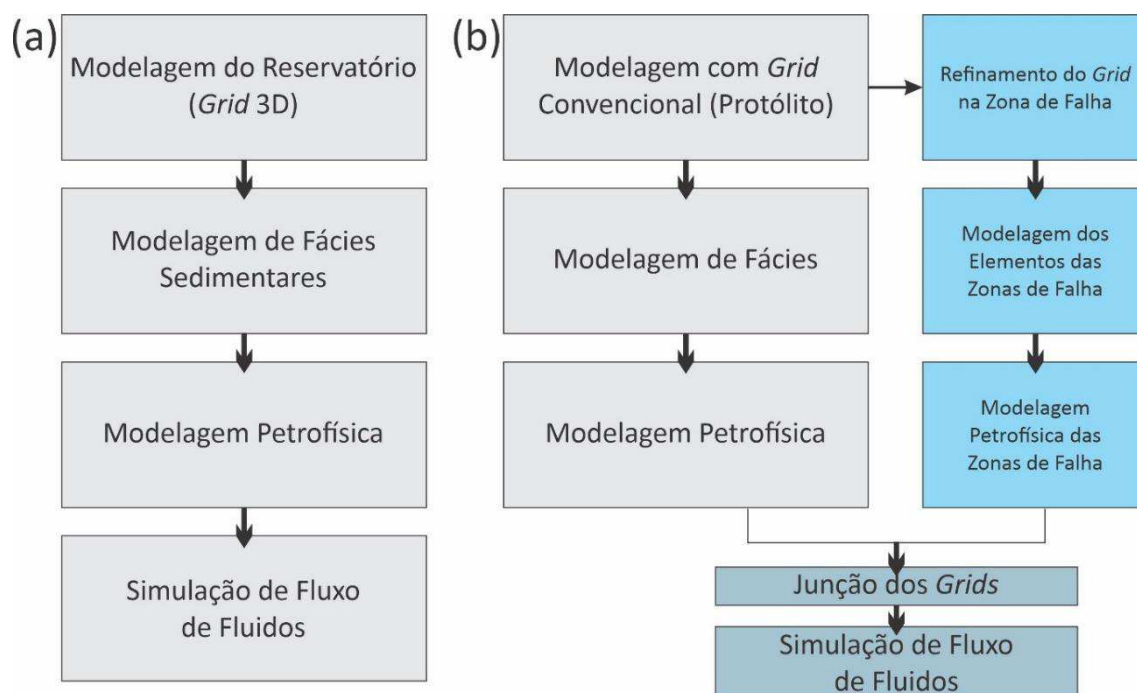 (a)
Modelagem do Reservatório
(Grid 3D)
Modelagem de Fácies
Sedimentares
Modelagem Petrofísica
Simulação de Fluxo
de Fluidos
(b)
Modelagem com Grid
Convencional (Protólito)
Modelagem de Fácies
Modelagem Petrofísica
Refinamento do Grid
na Zona de Falha
Modelagem dos
Elementos das
Zonas de Falha
Modelagem
Petrofísica das
Zonas de Falha
Junção dos Grids
Simulação de Fluxo
de Fluidos